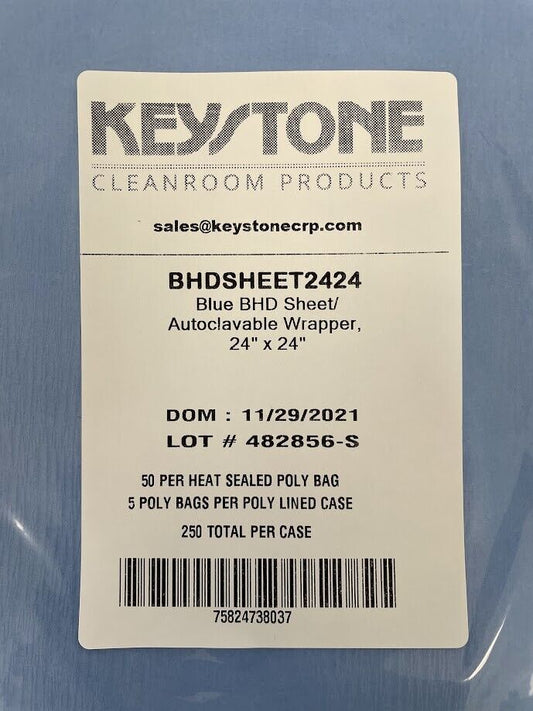 KEYSTONE
CLEANROOM PRODUCTS
sales@keystonecrp.com
BHDSHEET2424
Blue BHD Sheet/
Autoclavable Wrapper,
24" x 24"
DOM : 11/29/2021
LOT # 482856-S
50 PER HEAT SEALED POLY BAG
5 POLY BAGS PER POLY LINED CASE
250 TOTAL PER CASE
75824738037